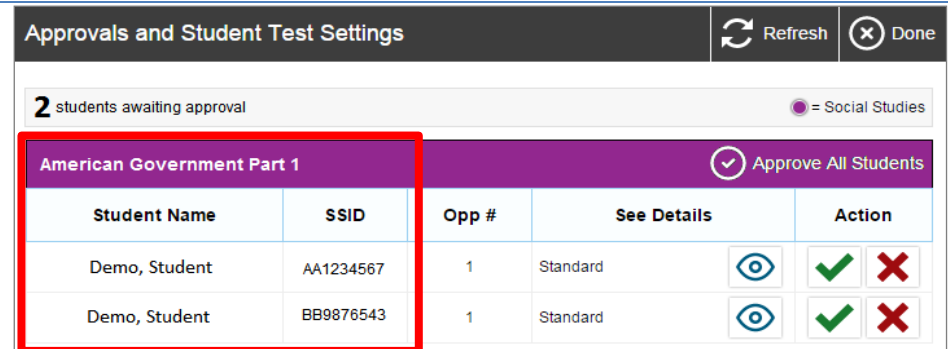 Approvals and Student Test Settings Refresh Done
2 students awaiting approval = Social Studies
American Government Part 1 Approve All Students
Student Name SSID Opp # See Details Action
Demo, Student AA1234567 1 Standard
Demo, Student BB9876543 1 Standard